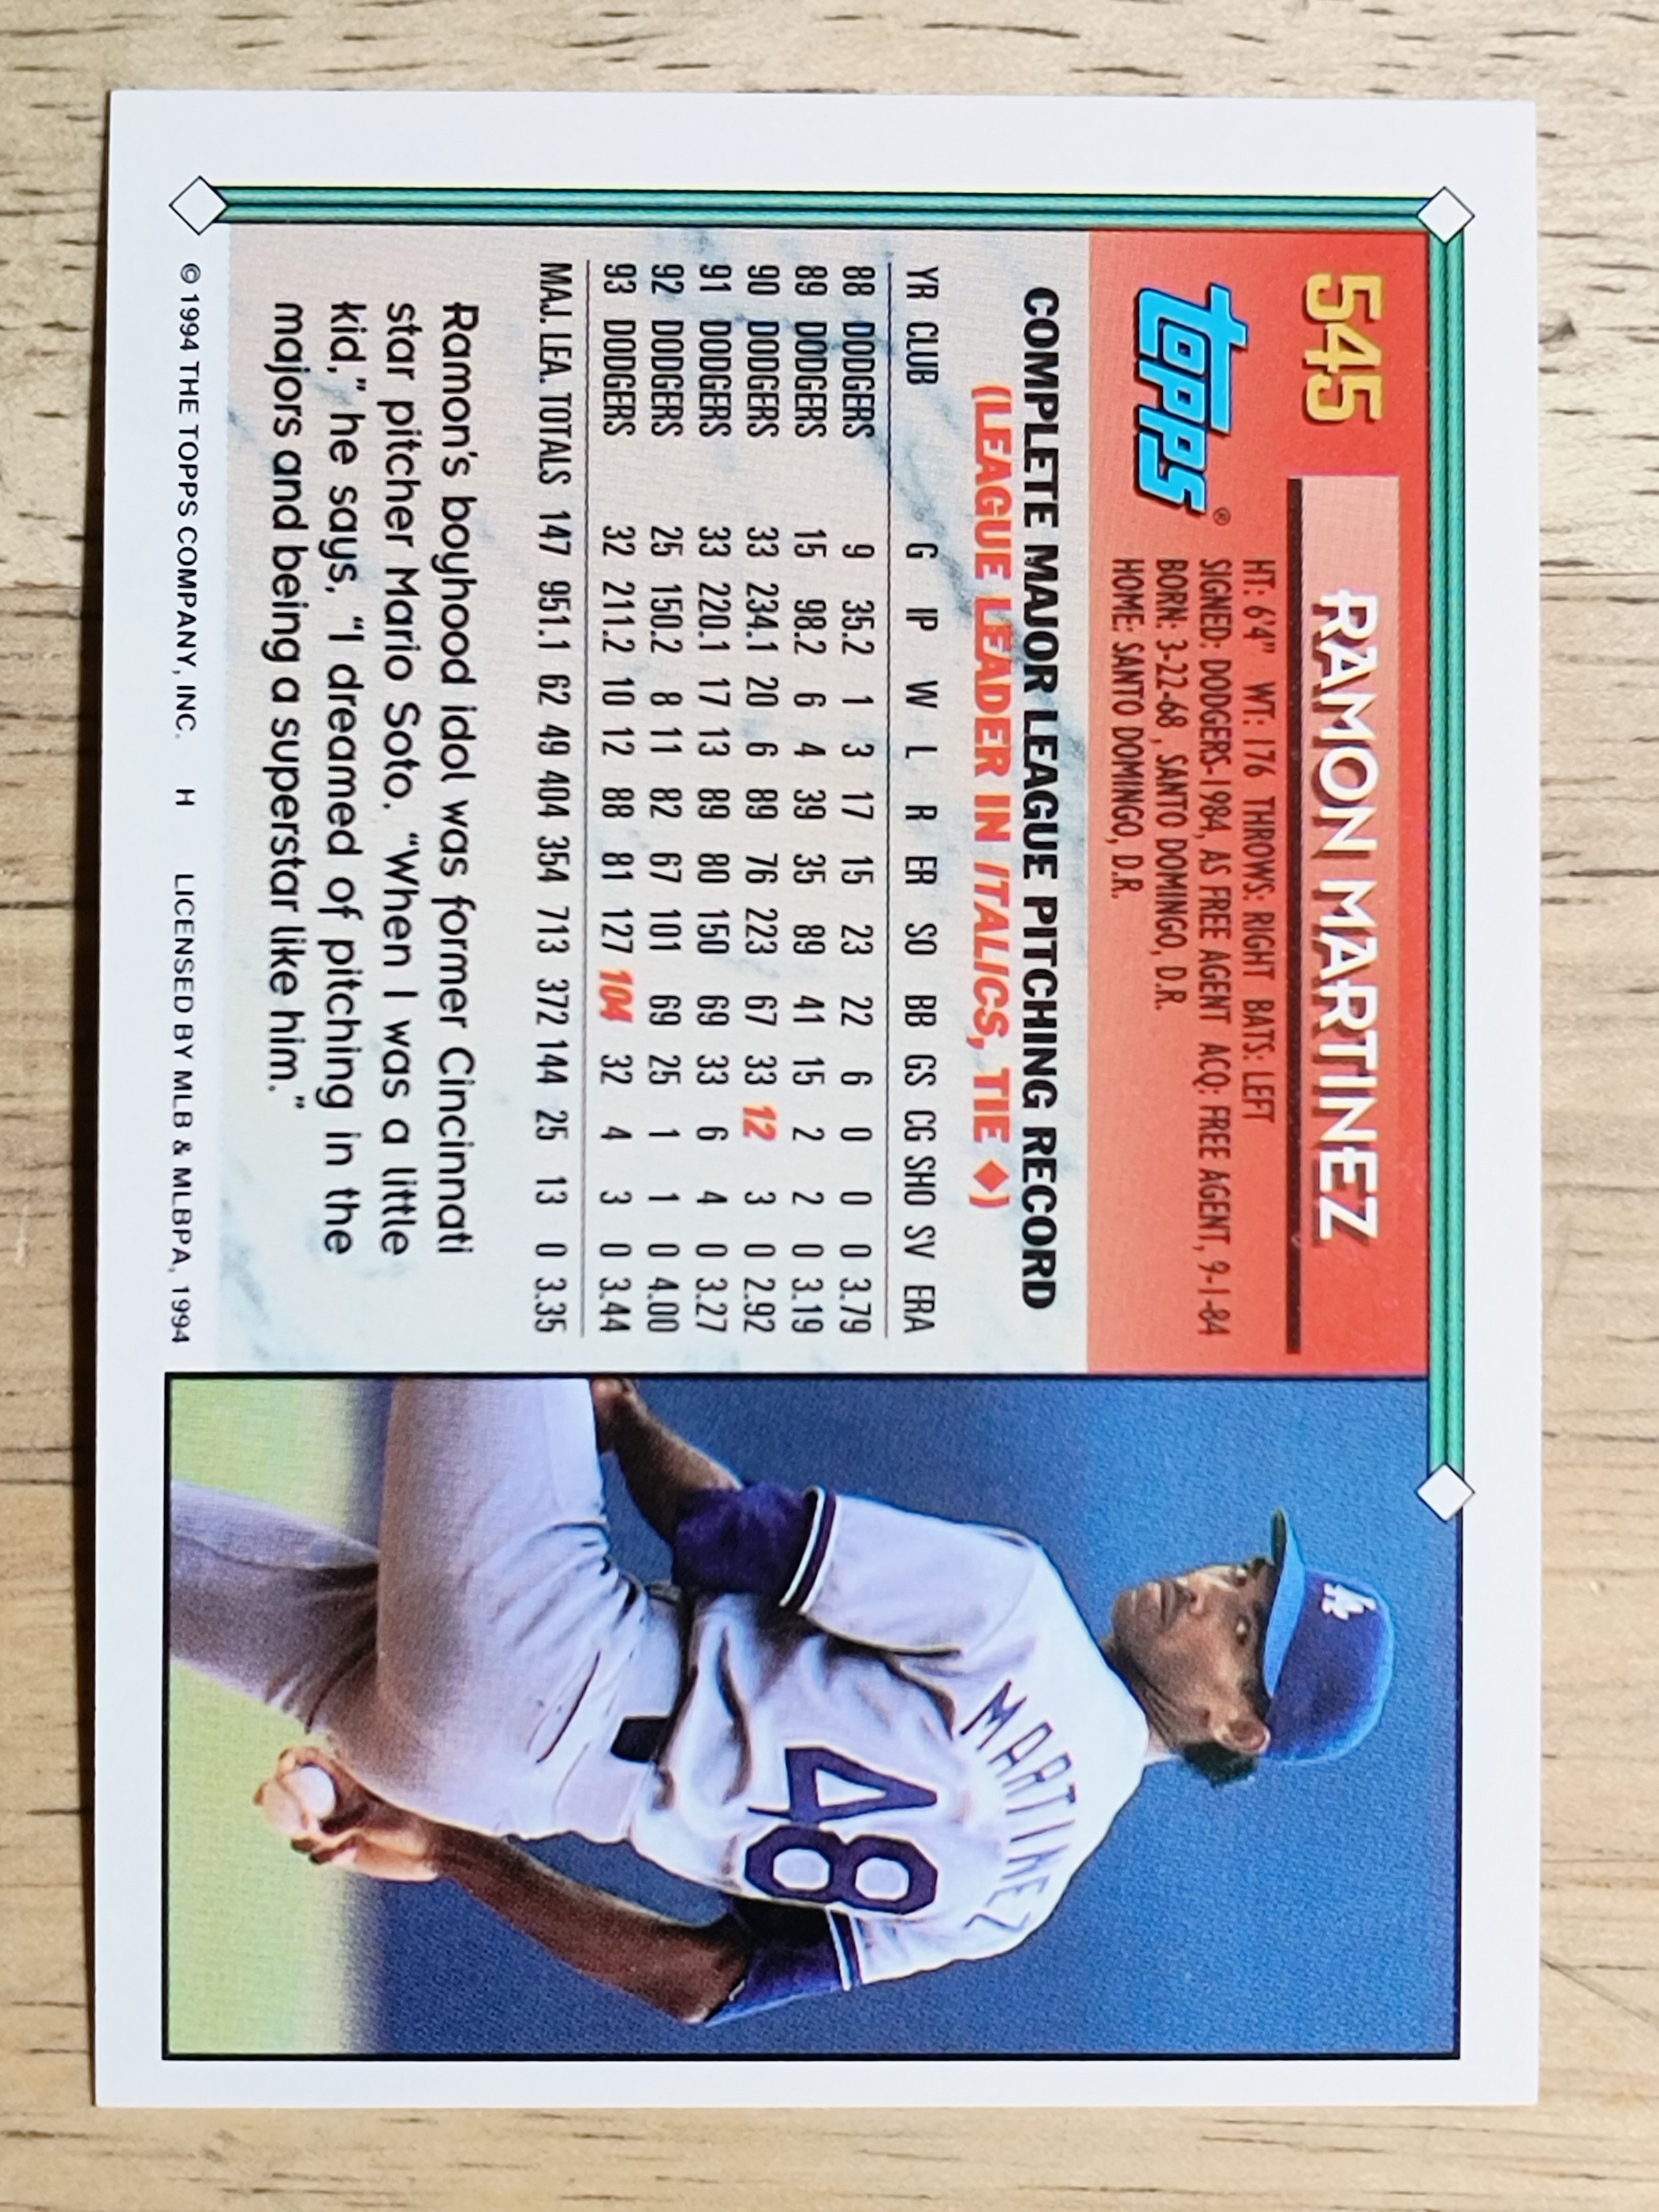 545 RAMON MARTINEZ
TOPPS®
HT: 6'4" WT: 176 THROWS: RIGHT BATS: LEFT
SIGNED: DODGERS-1984, AS FREE AGENT ACQ: FREE AGENT, 9-1-84
BORN: 3-22-68, SANTO DOMINGO, D.R.
HOME: SANTO DOMINGO, D.R.
COMPLETE MAJOR LEAGUE PITCHING RECORD
(LEAGUE LEADER IN ITALICS, TIE ◆)
YR CLUB G IP W L R ER SO BB GS CG SHO SV ERA
88 DODGERS 9 35.2 1 3 17 15 23 22 6 0 0 0 3.79
89 DODGERS 15 98.2 6 4 39 35 89 41 15 2 2 0 3.19
90 DODGERS 33 234.1 20 6 89 76 223 67 33 12 3 0 2.92
91 DODGERS 33 220.1 17 13 89 80 150 69 33 6 4 0 3.27
92 DODGERS 25 150.2 8 11 82 67 101 69 25 1 1 0 4.00
93 DODGERS 32 211.2 10 12 88 81 127 104 32 4 3 0 3.44
MAJ. LEA. TOTALS 147 951.1 62 49 404 354 713 372 144 25 13 0 3.35
Ramon's boyhood idol was former Cincinnati
star pitcher Mario Soto. "When I was a little
kid," he says, "I dreamed of pitching in the
majors and being a superstar like him."
© 1994 THE TOPPS COMPANY, INC. H LICENSED BY MLB & MLBPA, 1994
LA
MARTINEZ
48